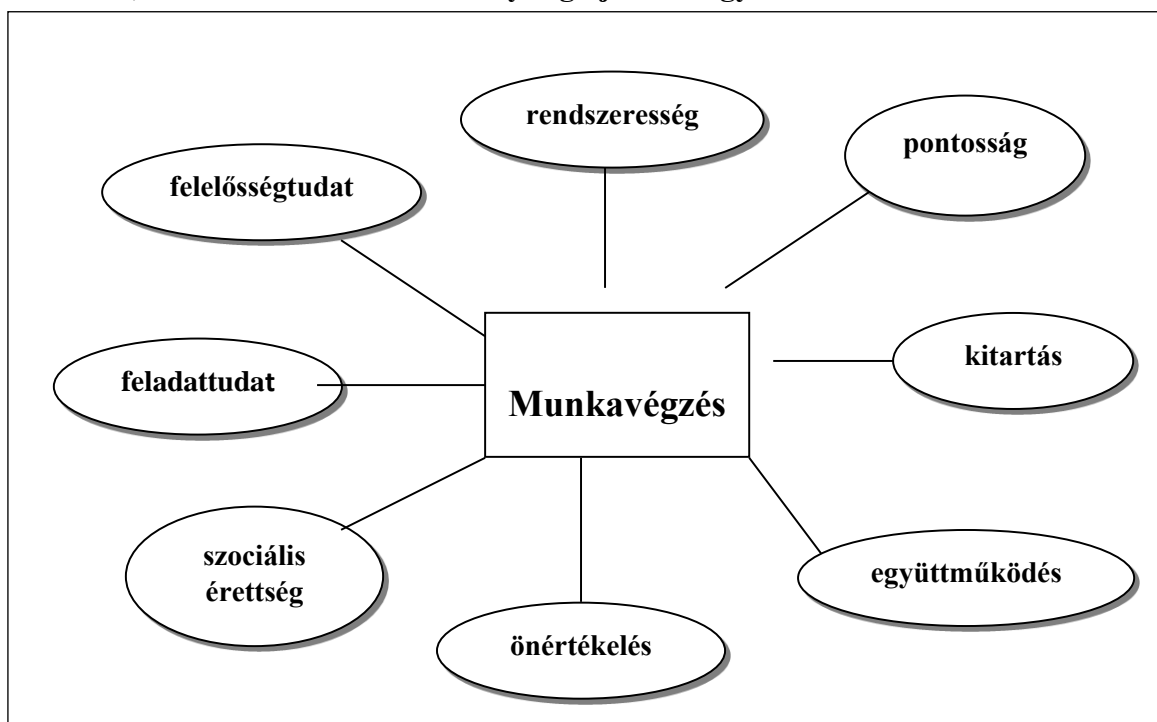 rendszeresség
pontosság
felelősségtudat
kitartás
feladattudat
Munkavégzés
szociális
érettség
együttműködés
önértékelés